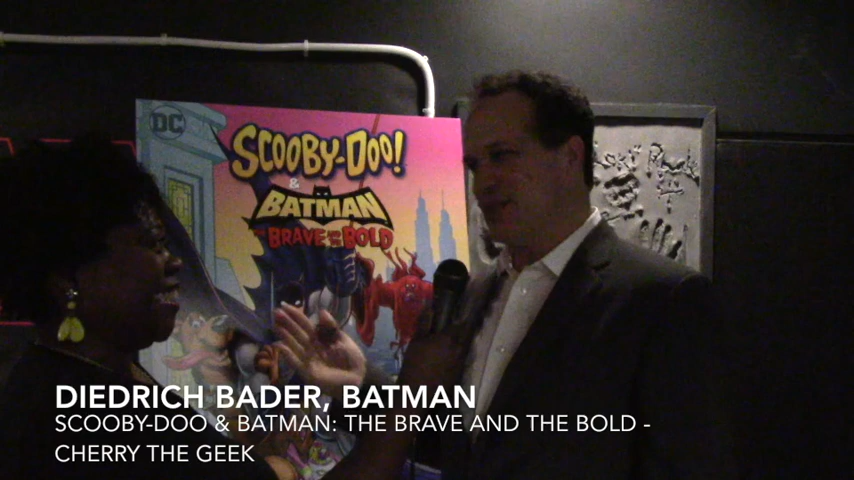 DC
SCOOBY-DOO!
&
BATMAN
THE BRAVE AND THE BOLD
DIEDRICH BADER, BATMAN
SCOOBY-DOO & BATMAN: THE BRAVE AND THE BOLD -
CHERRY THE GEEK